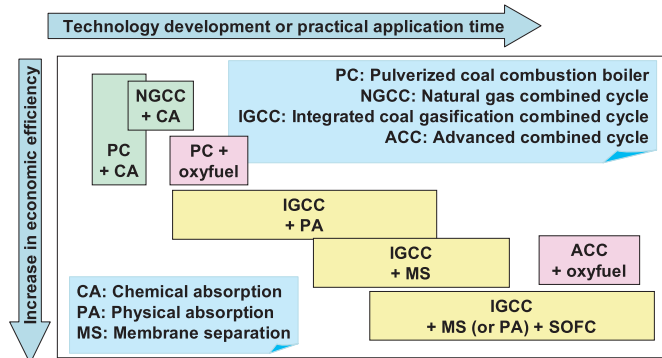 Technology development or practical application time
Increase in economic efficiency
NGCC
+ CA
PC
+ CA
PC +
oxyfuel
PC: Pulverized coal combustion boiler
NGCC: Natural gas combined cycle
IGCC: Integrated coal gasification combined cycle
ACC: Advanced combined cycle
IGCC
+ PA
IGCC
+ MS
ACC
+ oxyfuel
CA: Chemical absorption
PA: Physical absorption
MS: Membrane separation
IGCC
+ MS (or PA) + SOFC